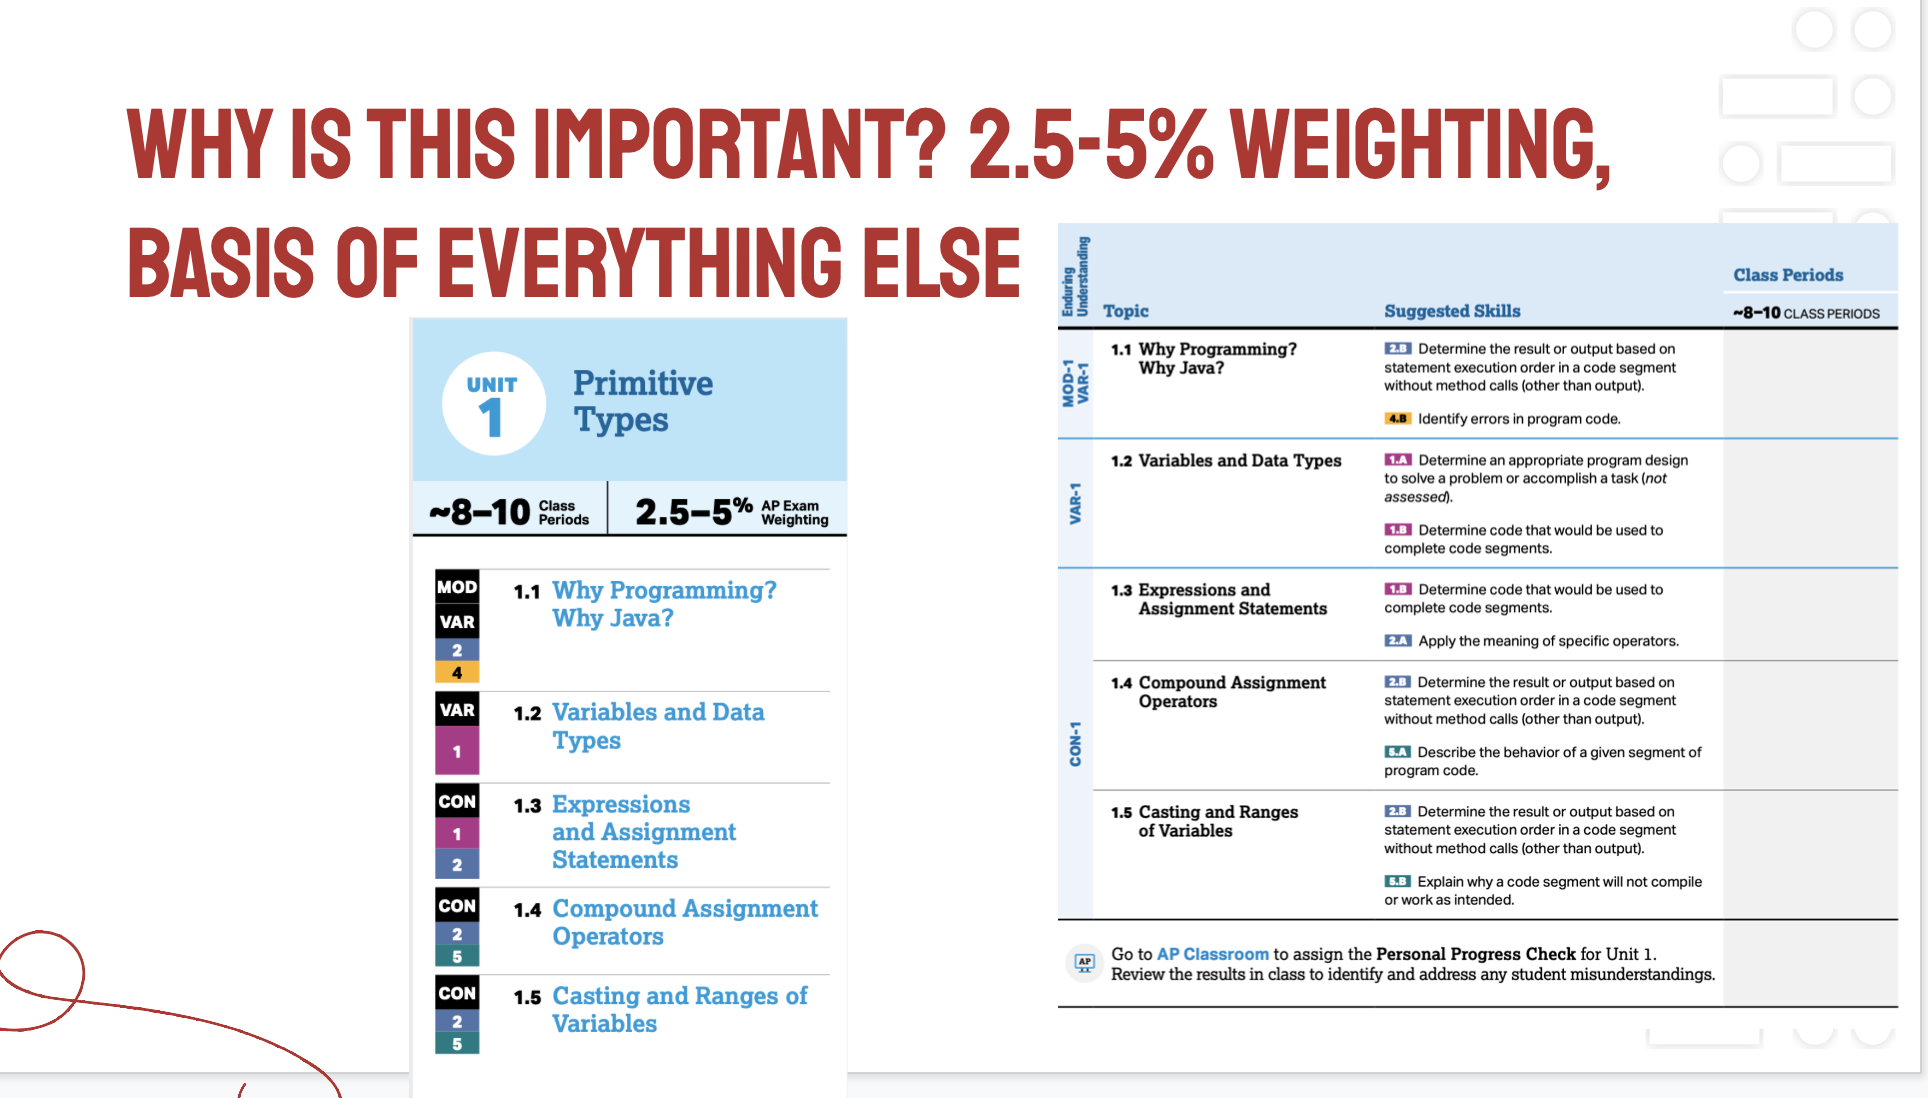 WHY IS THIS IMPORTANT? 2.5-5% WEIGHTING,
BASIS OF EVERYTHING ELSE
UNIT
1
Primitive
Types
~8–10 Class
Periods
2.5–5% AP Exam
Weighting
MOD
VAR
2
4
1.1 Why Programming?
Why Java?
VAR
1
1.2 Variables and Data
Types
CON
1
2
1.3 Expressions
and Assignment
Statements
CON
2
5
1.4 Compound Assignment
Operators
CON
2
5
1.5 Casting and Ranges of
Variables
Enduring
Understanding
Topic
Suggested Skills
Class Periods
~8–10 CLASS PERIODS
MOD-1
VAR-1
1.1 Why Programming?
Why Java?
2.B Determine the result or output based on
statement execution order in a code segment
without method calls (other than output).
4.B Identify errors in program code.
VAR-1
1.2 Variables and Data Types
1.A Determine an appropriate program design
to solve a problem or accomplish a task (not
assessed).
1.B Determine code that would be used to
complete code segments.
CON-1
1.3 Expressions and
Assignment Statements
1.B Determine code that would be used to
complete code segments.
2.A Apply the meaning of specific operators.
1.4 Compound Assignment
Operators
2.B Determine the result or output based on
statement execution order in a code segment
without method calls (other than output).
5.A Describe the behavior of a given segment of
program code.
1.5 Casting and Ranges
of Variables
2.B Determine the result or output based on
statement execution order in a code segment
without method calls (other than output).
5.B Explain why a code segment will not compile
or work as intended.
AP
Go to AP Classroom to assign the Personal Progress Check for Unit 1.
Review the results in class to identify and address any student misunderstandings.